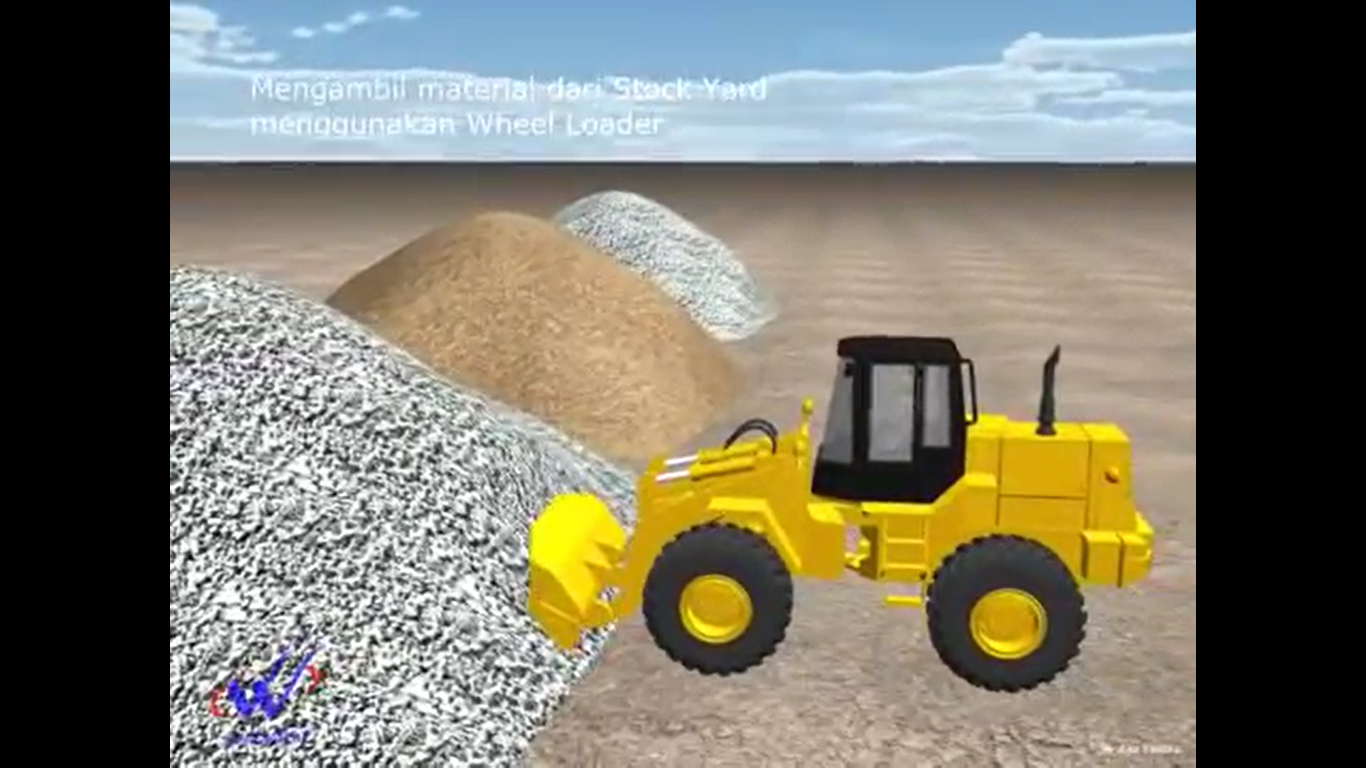 Mengambil material dari Stock Yard
menggunakan Wheel Loader